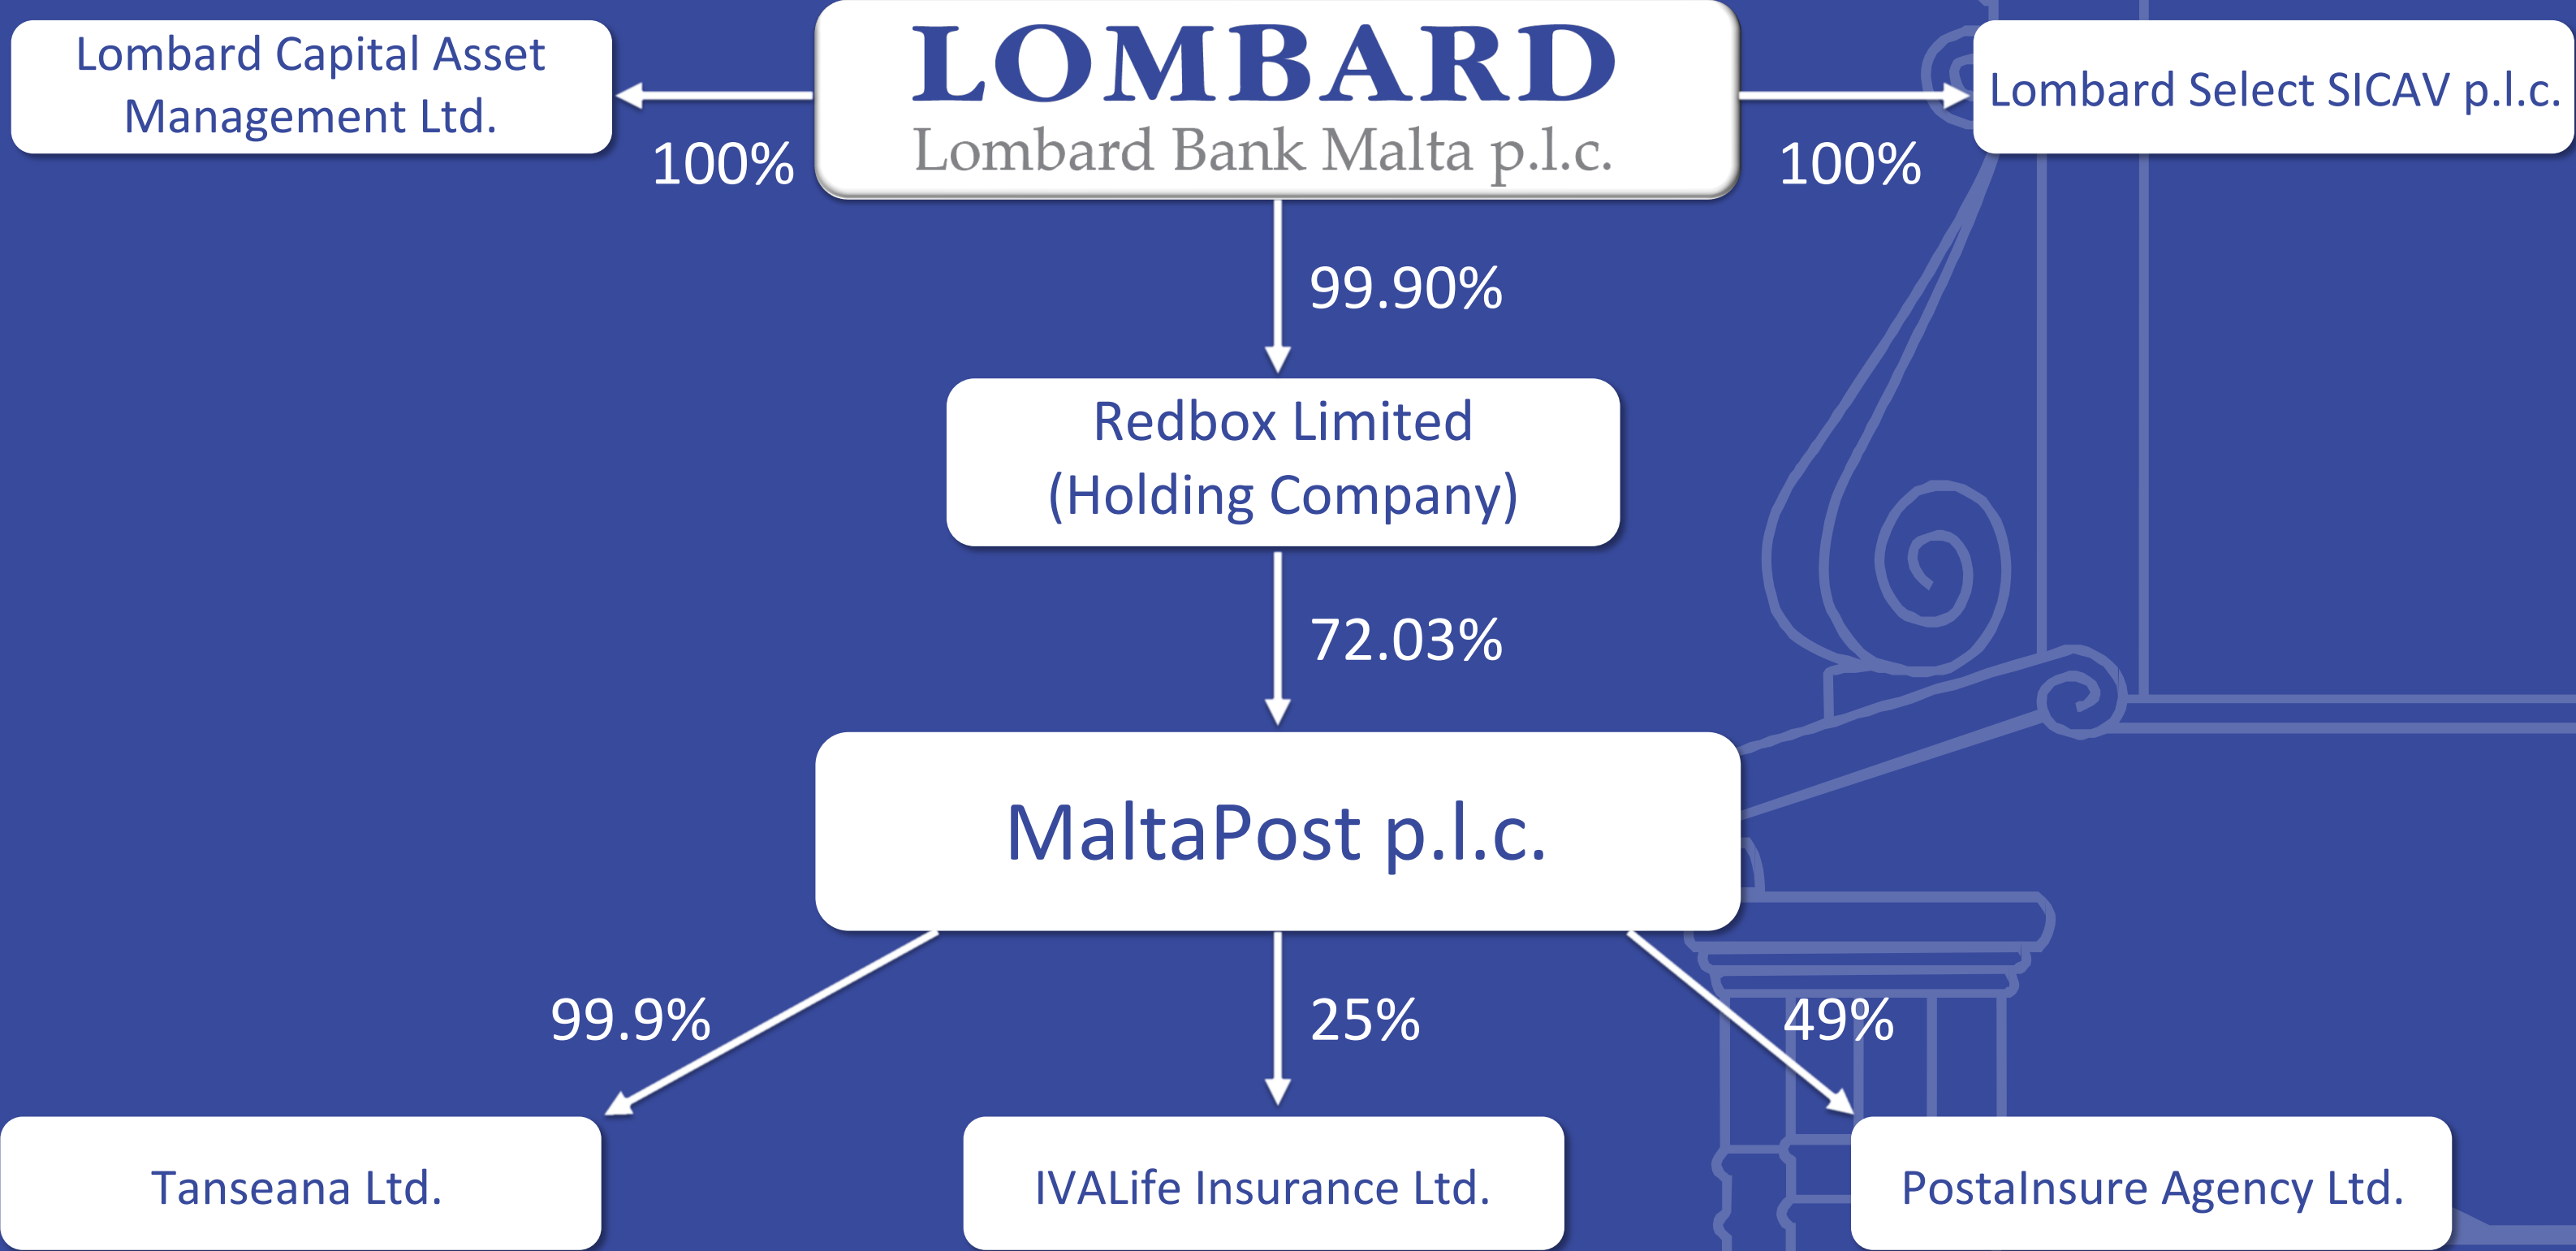 Lombard Capital Asset
Management Ltd.
100%
LOMBARD
Lombard Bank Malta p.l.c.
100%
Lombard Select SICAV p.l.c.
99.90%
Redbox Limited
(Holding Company)
72.03%
MaltaPost p.l.c.
99.9%
25%
49%
Tanseana Ltd.
IVALife Insurance Ltd.
PostaInsure Agency Ltd.